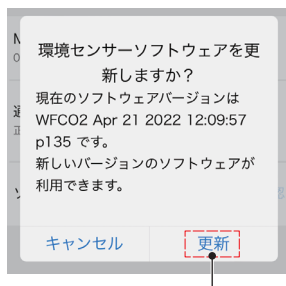 環境センサーソフトウェアを更
新しますか？
現在のソフトウェアバージョンは
WFCO2 Apr 21 2022 12:09:57
p135 です。
新しいバージョンのソフトウェアが
利用できます。
キャンセル
更新